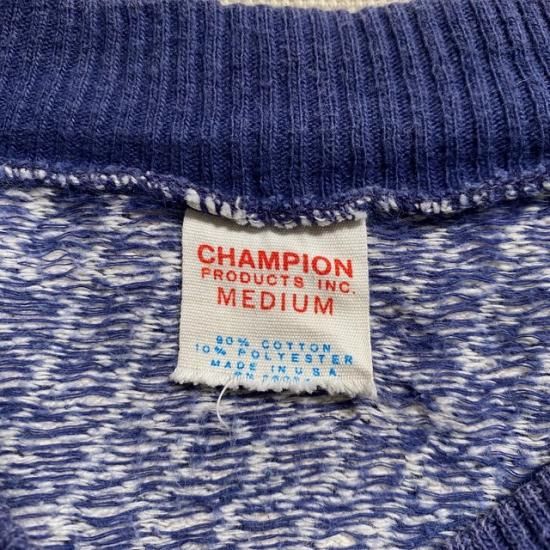 CHAMPION
PRODUCTS INC.
MEDIUM
90% COTTON
10% POLYESTER
MADE IN U.S.A.